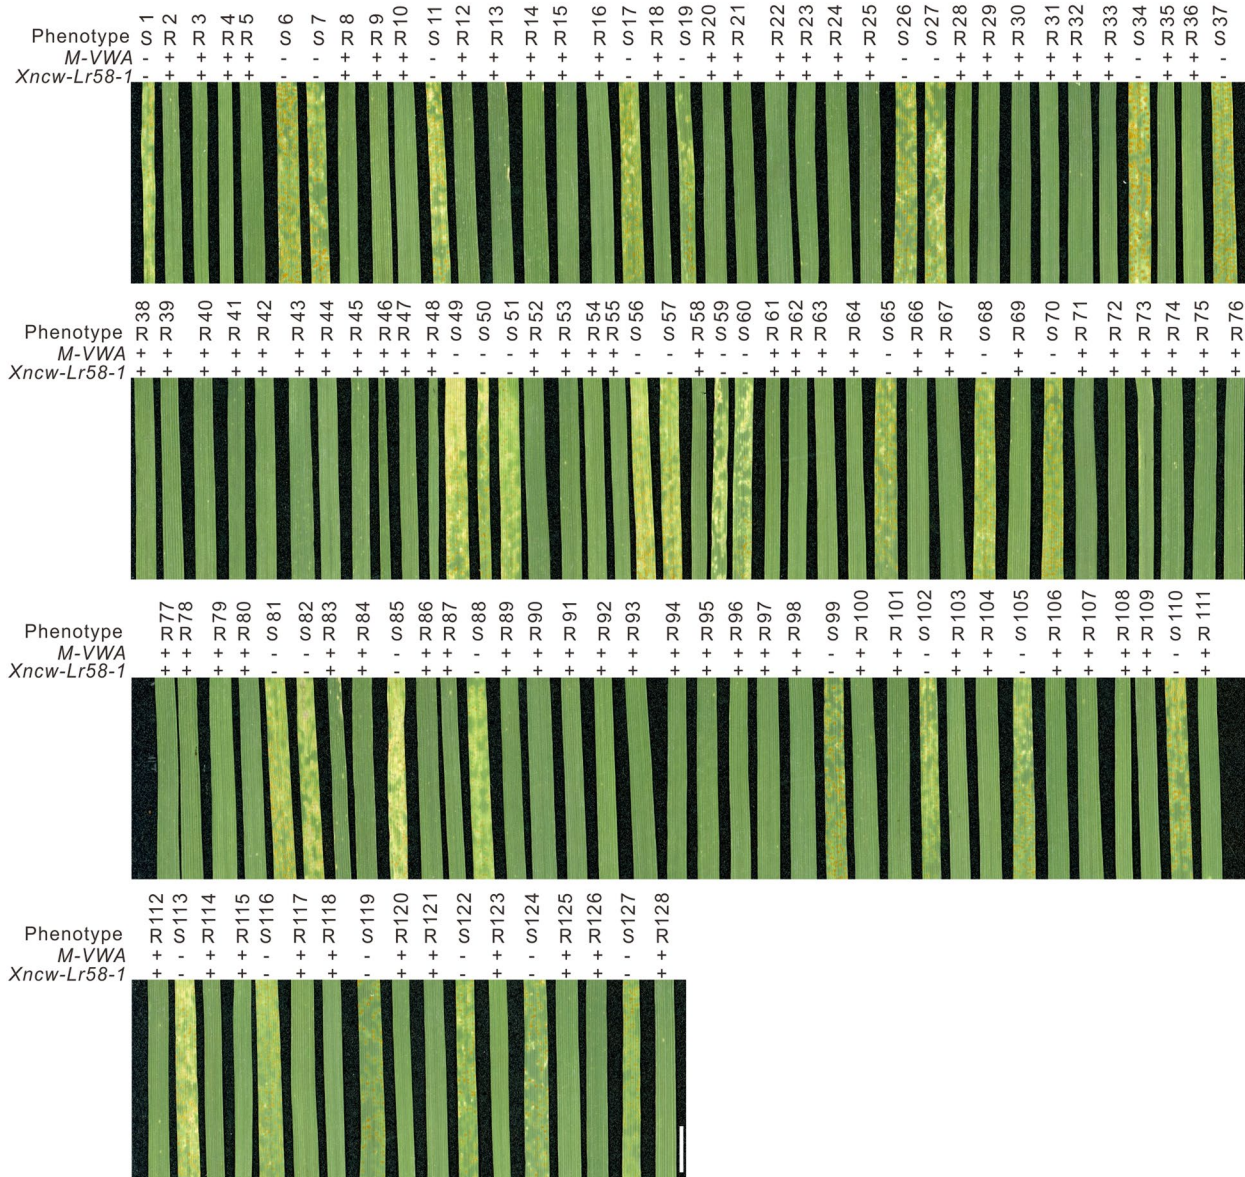 1 2 3 4 5 6 7 8 9 10 11 12 13 14 15 16 17 18 19 20 21 22 23 24 25 26 27 28 29 30 31 32 33 34 35 36 37
Phenotype S R R R R S S R R R S R R R R R S R S R R R R R R S S R R R R R R S R R S
M-VWA - + + + + - - + + + - + + + + + - + - + + + + + + - - + + + + + + - + + -
Xncw-Lr58-1 - + + + + - - + + + - + + + + + - + - + + + + + + - - + + + + + + - + + -
38 39 40 41 42 43 44 45 46 47 48 49 50 51 52 53 54 55 56 57 58 59 60 61 62 63 64 65 66 67 68 69 70 71 72 73 74 75 76
Phenotype R R R R R R R R R R R S S S R R R R S S R S S R R R R S R R S R S R R R R R R
M-VWA + + + + + + + + + + + - - - + + + + - - + - - + + + + - + + - + - + + + + + +
Xncw-Lr58-1 + + + + + + + + + + + - - - + + + + - - + - - + + + + - + + - + - + + + + + +
77 78 79 80 81 82 83 84 85 86 87 88 89 90 91 92 93 94 95 96 97 98 99 100 101 102 103 104 105 106 107 108 109 110 111
Phenotype R R R R S S R R S R R S R R R R R R R R R R S R R S R R S R R R R S R
M-VWA + + + + - - + + - + + - + + + + + + + + + + - + + - + + - + + + + - +
Xncw-Lr58-1 + + + + - - + + - + + - + + + + + + + + + + - + + - + + - + + + + - +
112 113 114 115 116 117 118 119 120 121 122 123 124 125 126 127 128
Phenotype R S R R S R R S R R S R S R R S R
M-VWA + - + + - + + - + + - + - + + - +
Xncw-Lr58-1 + - + + - + + - + + - + - + + - +